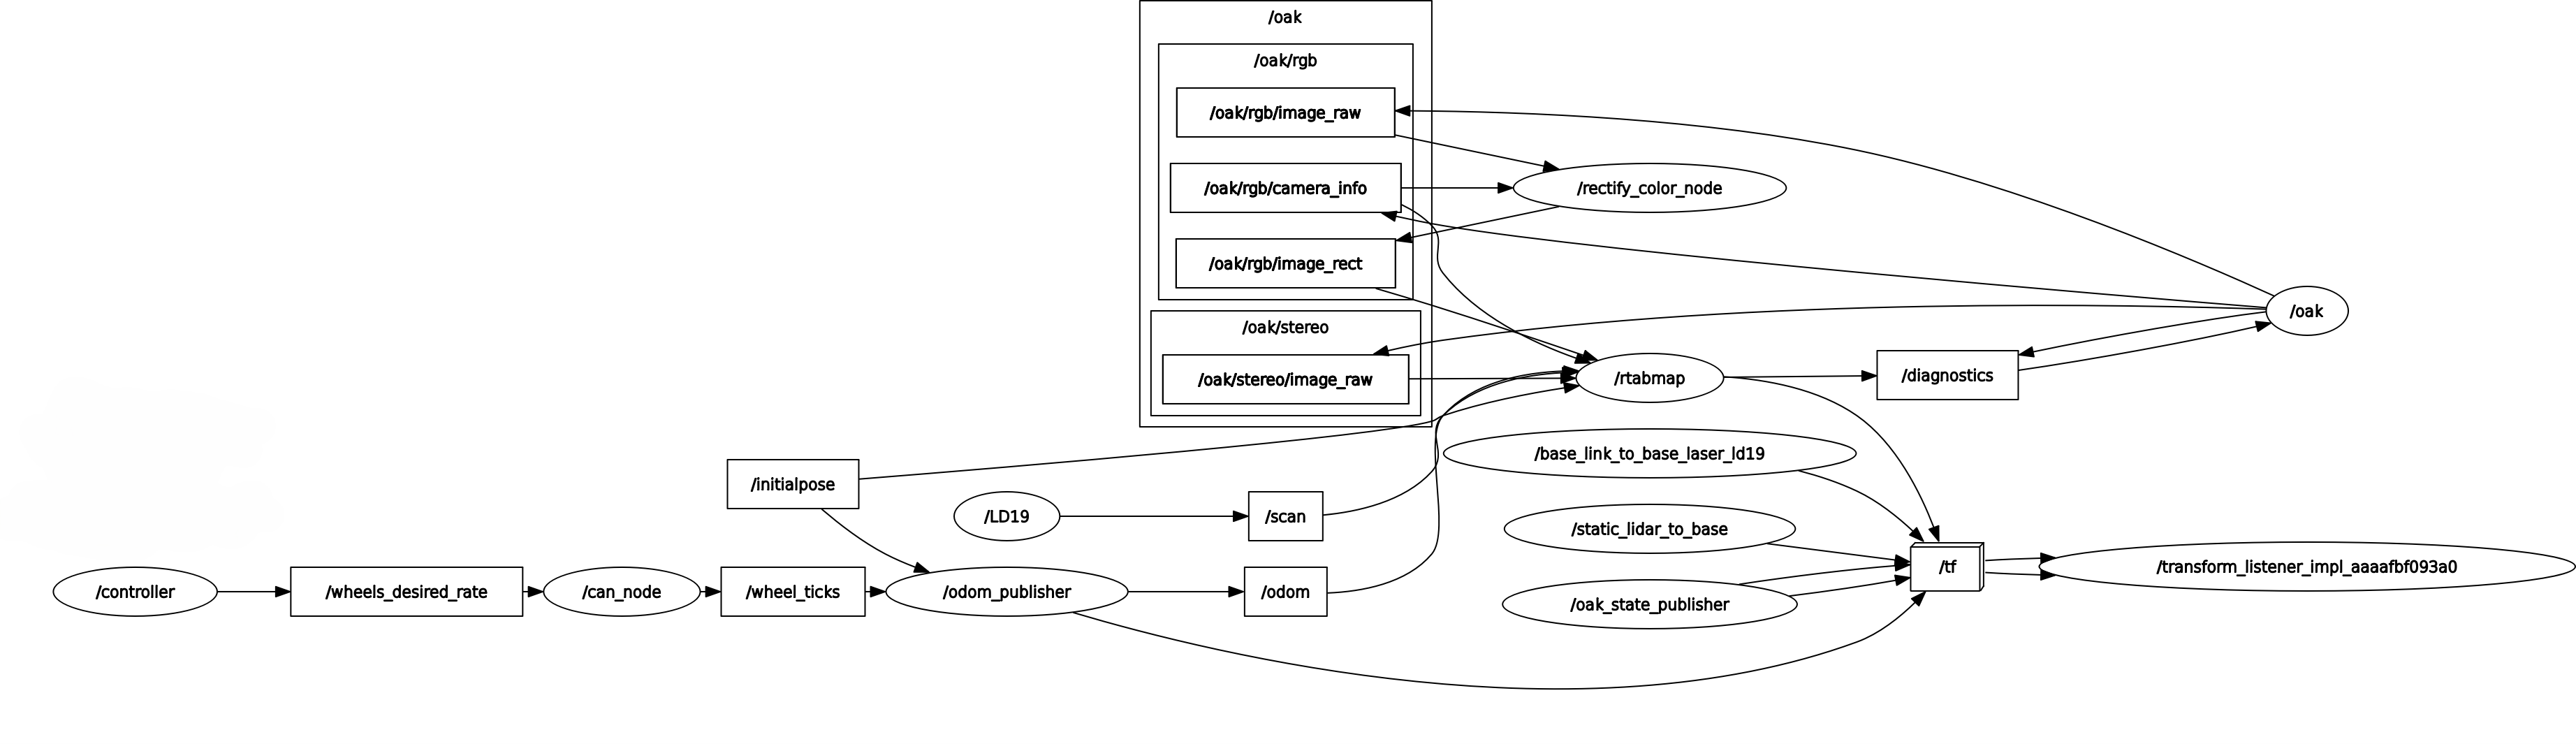 /oak
/oak/rgb
/oak/rgb/image_raw
/oak/rgb/camera_info
/rectify_color_node
/oak/rgb/image_rect
/oak
/oak/stereo
/oak/stereo/image_raw
/rtabmap
/diagnostics
/base_link_to_base_laser_ld19
/initialpose
/LD19
/scan
/static_lidar_to_base
/tf
/transform_listener_impl_aaaafbf093a0
/controller
/wheels_desired_rate
/can_node
/wheel_ticks
/odom_publisher
/odom
/oak_state_publisher